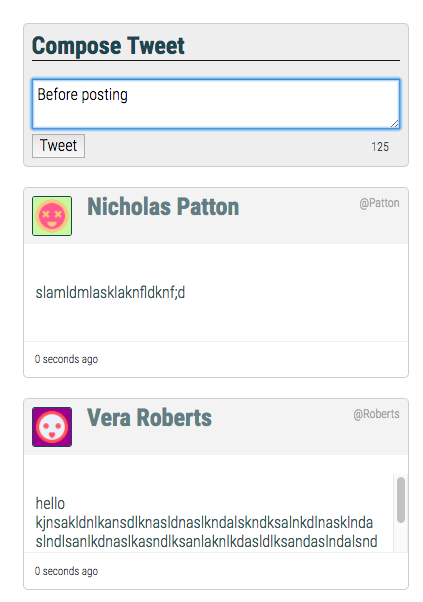 Compose Tweet
Before posting
Tweet
125
Nicholas Patton
@Patton
slamldmlasklaknfldknf;d
0 seconds ago
Vera Roberts
@Roberts
hello
kjnsakldnlkansdlknasldnaslkndalskndksalnkdlnasklnda
slndlsanlkdnaslkasndlksanlaknlkdasldlksandaslndalsnd
0 seconds ago